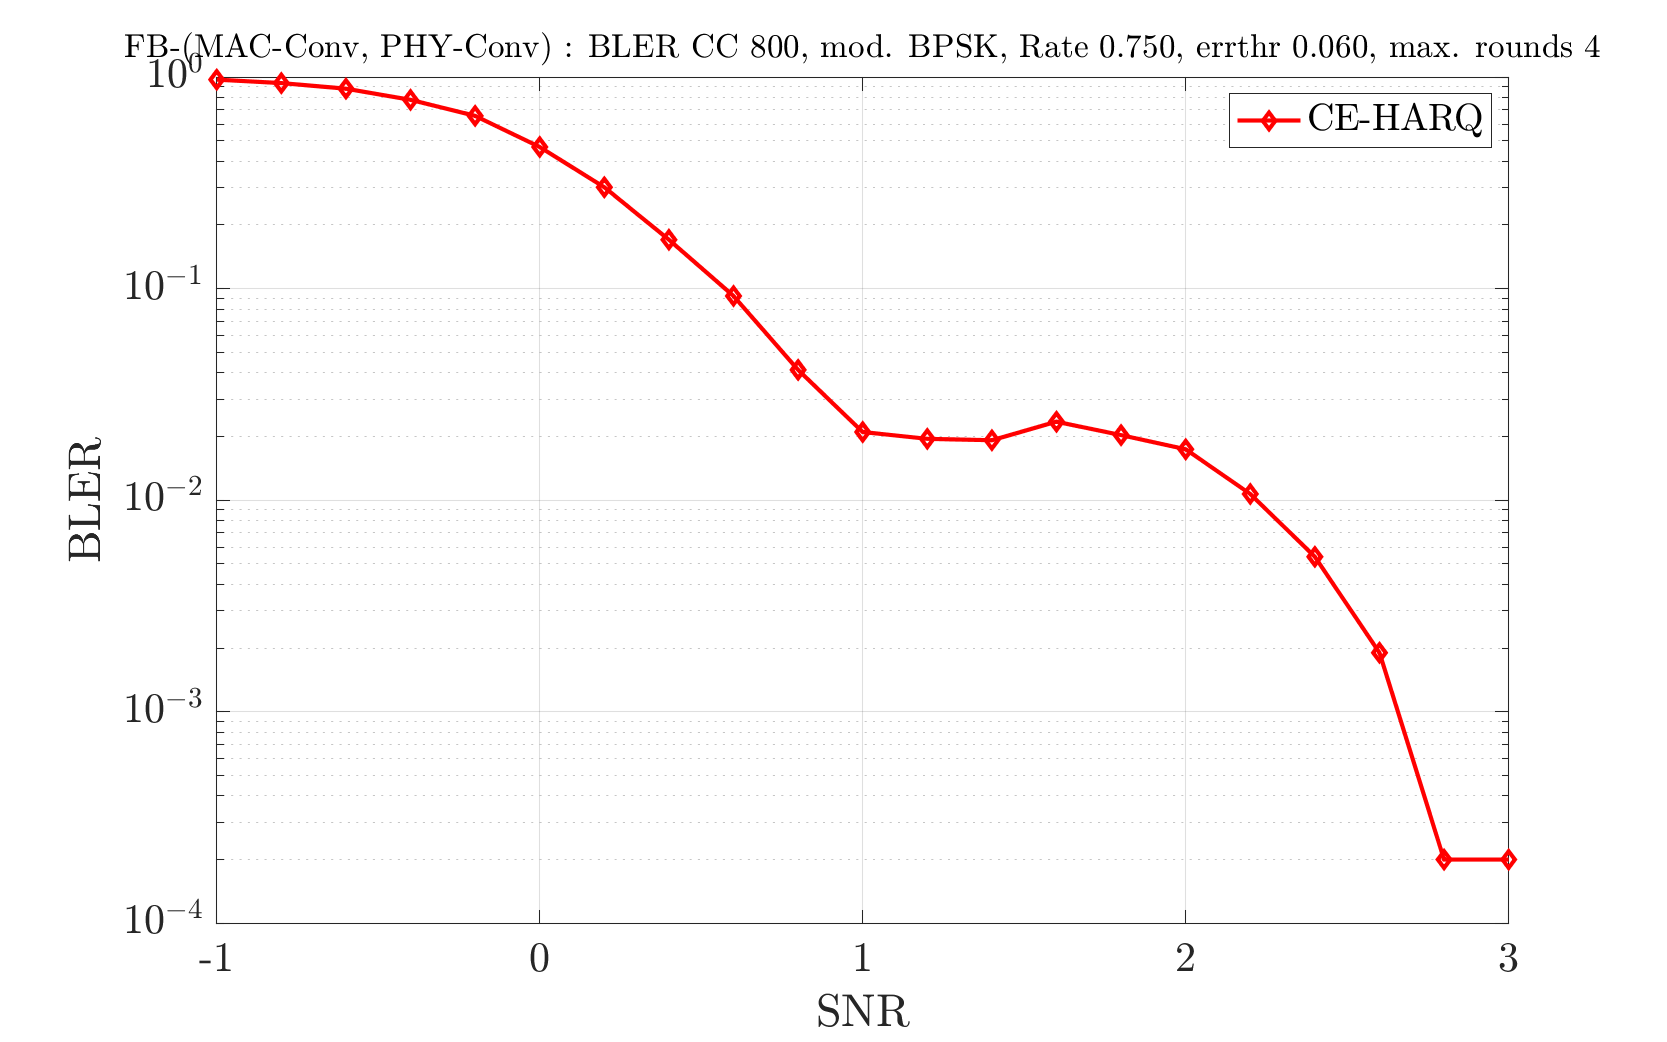 FB-(MAC-Conv, PHY-Conv) : BLER CC 800, mod. BPSK, Rate 0.750, errthr 0.060, max. rounds 4
10^0
CE-HARQ
10^{-1}
10^{-2}
10^{-3}
10^{-4}
BLER
-1 0 1 2 3
SNR